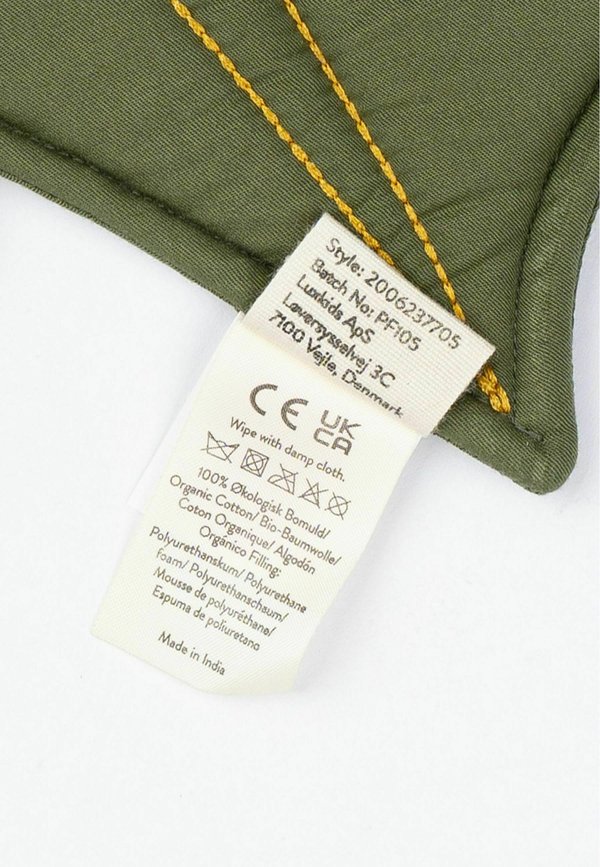 Style: 2006237705
Batch No: PF105
Luxkids ApS
Løversysselvej 3C
7100 Vejle, Denmark
CE UK
CA
Wipe with damp cloth.
100% Økologisk Bomuld/
Organic Cotton/ Bio-Baumwolle/
Coton Organique/ Algodón
Orgánico Filling:
Polyurethanskum/ Polyurethane
foam/ Polyurethanschaum/
Mousse de polyuréthane/
Espuma de poliuretano
Made in India